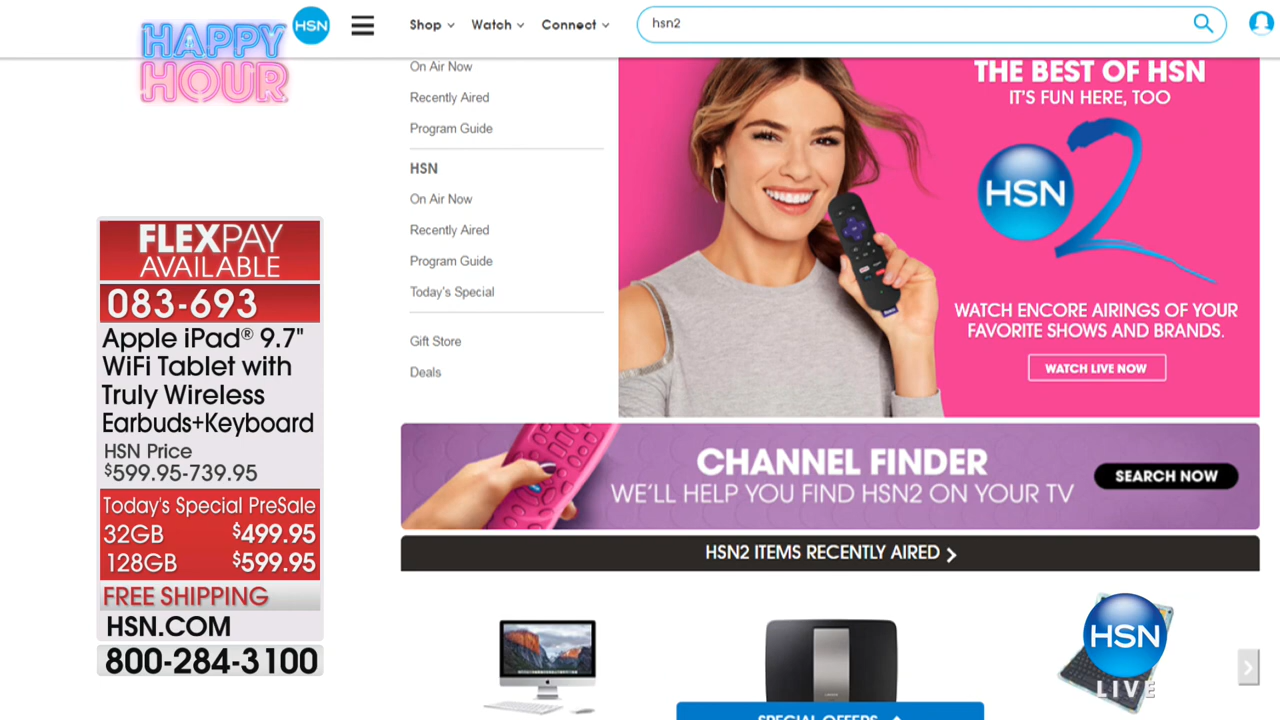 HAPPY
HOUR
HSN
Shop
Watch
Connect
hsn2
On Air Now
Recently Aired
Program Guide
HSN
On Air Now
Recently Aired
Program Guide
Today's Special
Gift Store
Deals
THE BEST OF HSN
IT'S FUN HERE, TOO
HSN 2
WATCH ENCORE AIRINGS OF YOUR
FAVORITE SHOWS AND BRANDS.
WATCH LIVE NOW
FLEXPAY
AVAILABLE
083-693
Apple iPad® 9.7"
WiFi Tablet with
Truly Wireless
Earbuds+Keyboard
HSN Price
$599.95-739.95
Today's Special PreSale
32GB $499.95
128GB $599.95
FREE SHIPPING
HSN.COM
800-284-3100
CHANNEL FINDER
WE'LL HELP YOU FIND HSN2 ON YOUR TV
SEARCH NOW
HSN2 ITEMS RECENTLY AIRED
HSN
LIVE
SPECIAL OFFERS